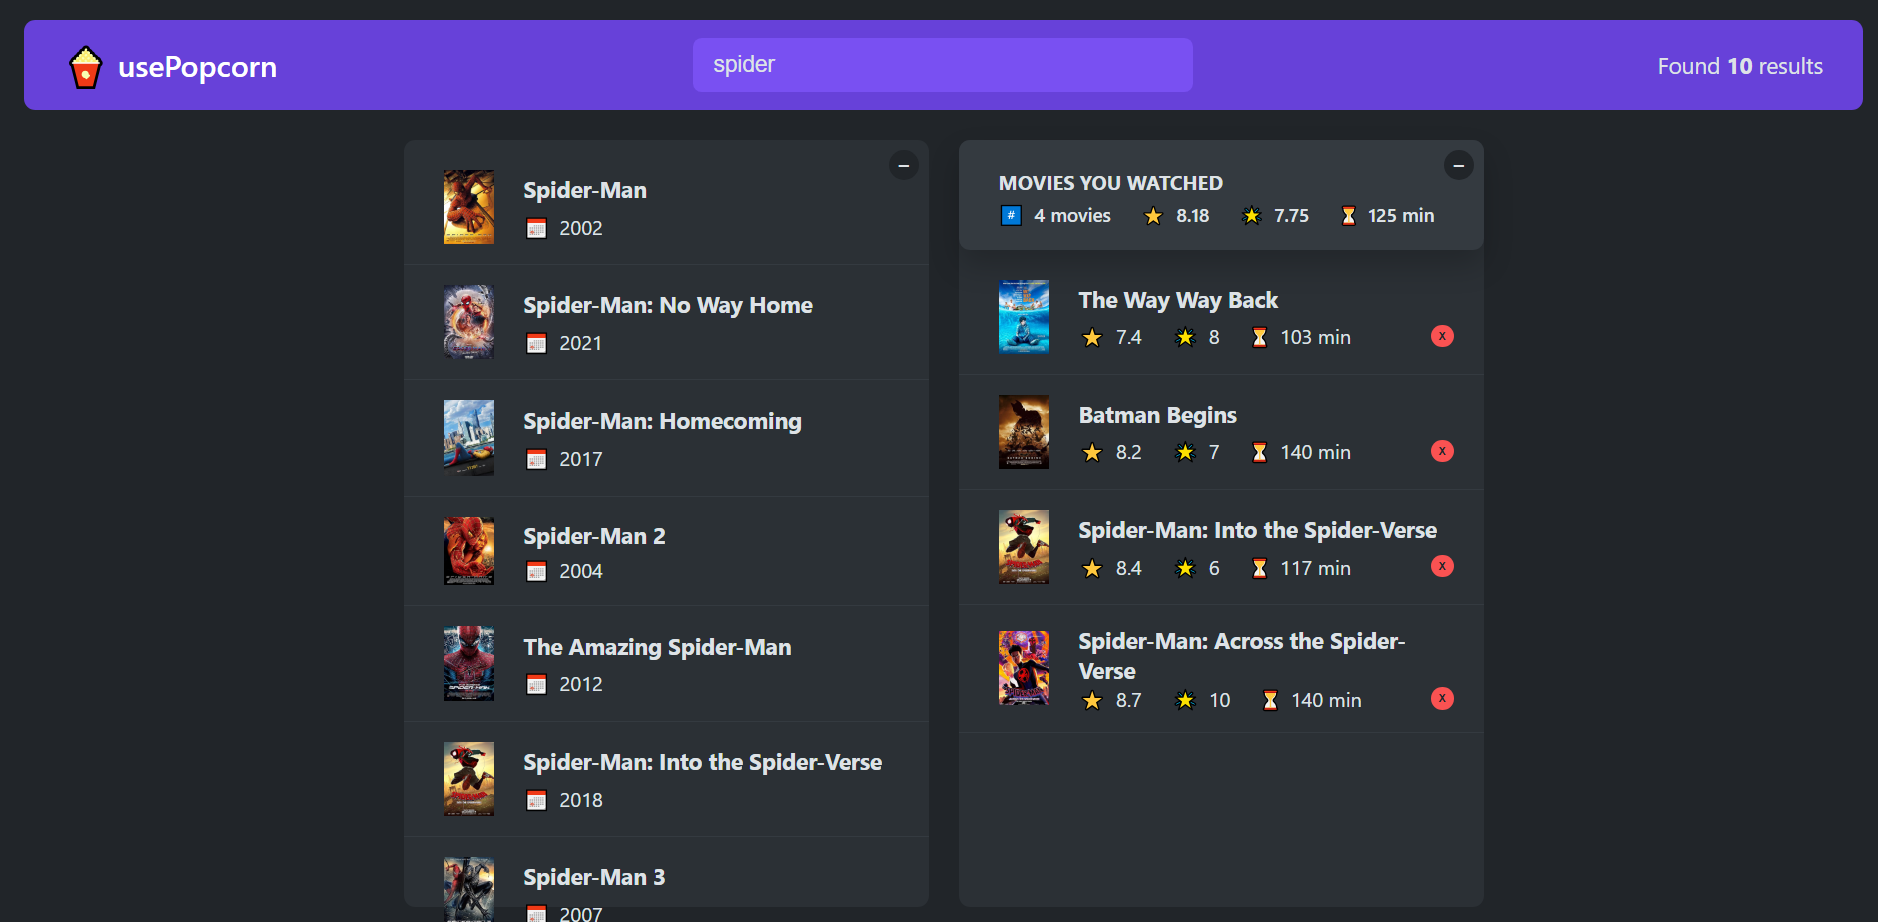 usePopcorn
spider
Found 10 results
Spider-Man
2002
Spider-Man: No Way Home
2021
Spider-Man: Homecoming
2017
Spider-Man 2
2004
The Amazing Spider-Man
2012
Spider-Man: Into the Spider-Verse
2018
Spider-Man 3
2007
MOVIES YOU WATCHED
# 4 movies 8.18 7.75 125 min
The Way Way Back
7.4 8 103 min X
Batman Begins
8.2 7 140 min X
Spider-Man: Into the Spider-Verse
8.4 6 117 min X
Spider-Man: Across the Spider-
Verse
8.7 10 140 min X